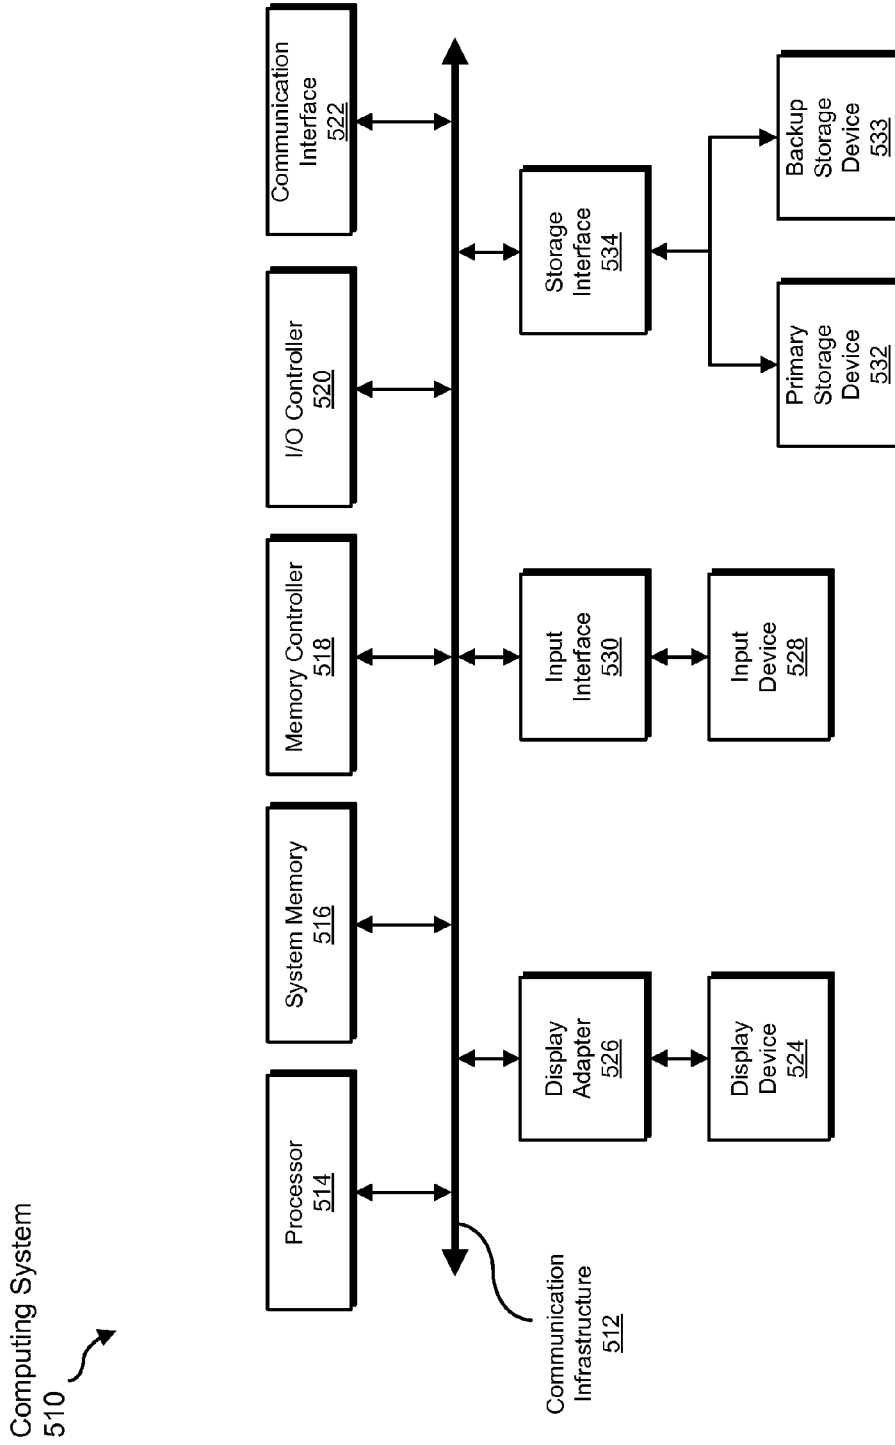 Computing System
510
Processor
514
System Memory
516
Memory Controller
518
I/O Controller
520
Communication
Interface
522
Communication
Infrastructure
512
Display
Adapter
526
Input
Interface
530
Storage
Interface
534
Display
Device
524
Input
Device
528
Primary
Storage
Device
532
Backup
Storage
Device
533